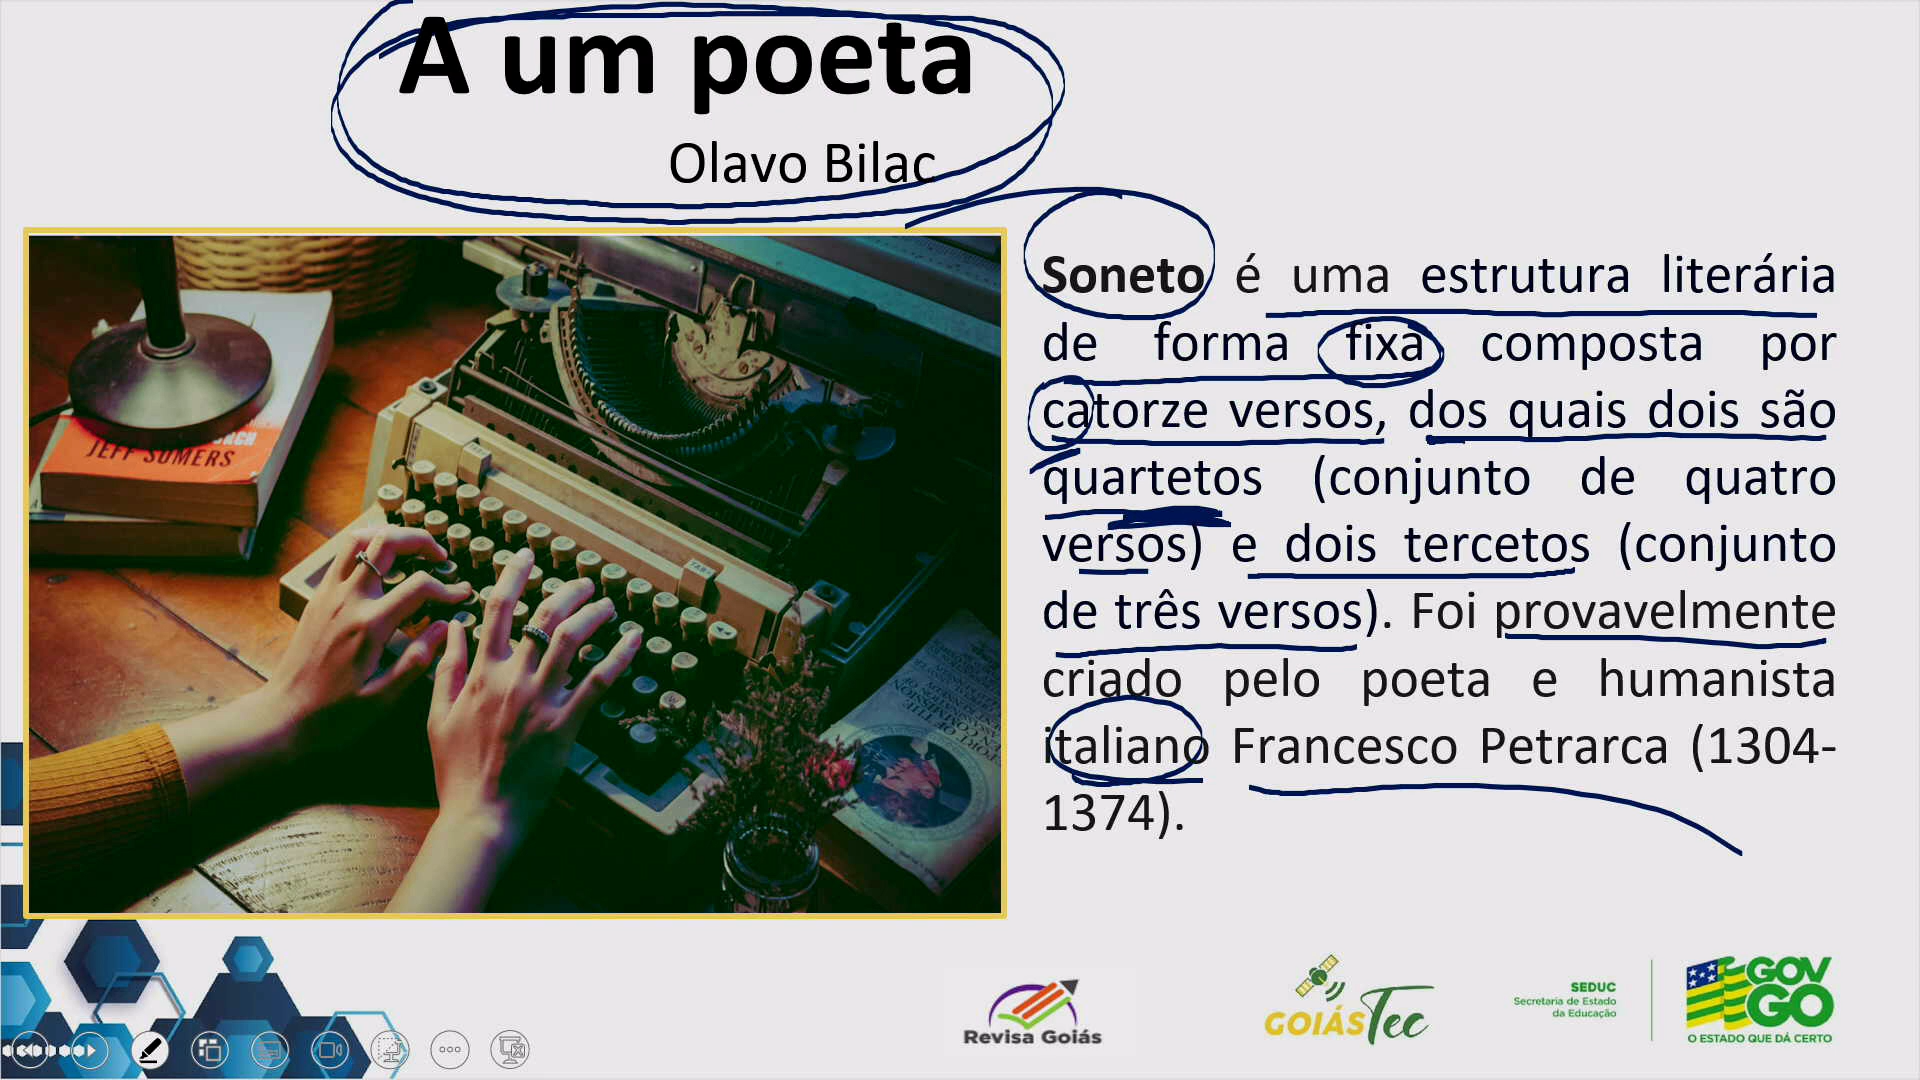 A um poeta
Olavo Bilac
Soneto é uma estrutura literária
de forma fixa composta por
catorze versos, dos quais dois são
quartetos (conjunto de quatro
versos) e dois tercetos (conjunto
de três versos). Foi provavelmente
criado pelo poeta e humanista
italiano Francesco Petrarca (1304-
1374).
JEFF SOMERS
TAB
Revisa Goiás
GOIÁS Tec
SEDUC
Secretaria de Estado
da Educação
GOV
GO
O ESTADO QUE DÁ CERTO